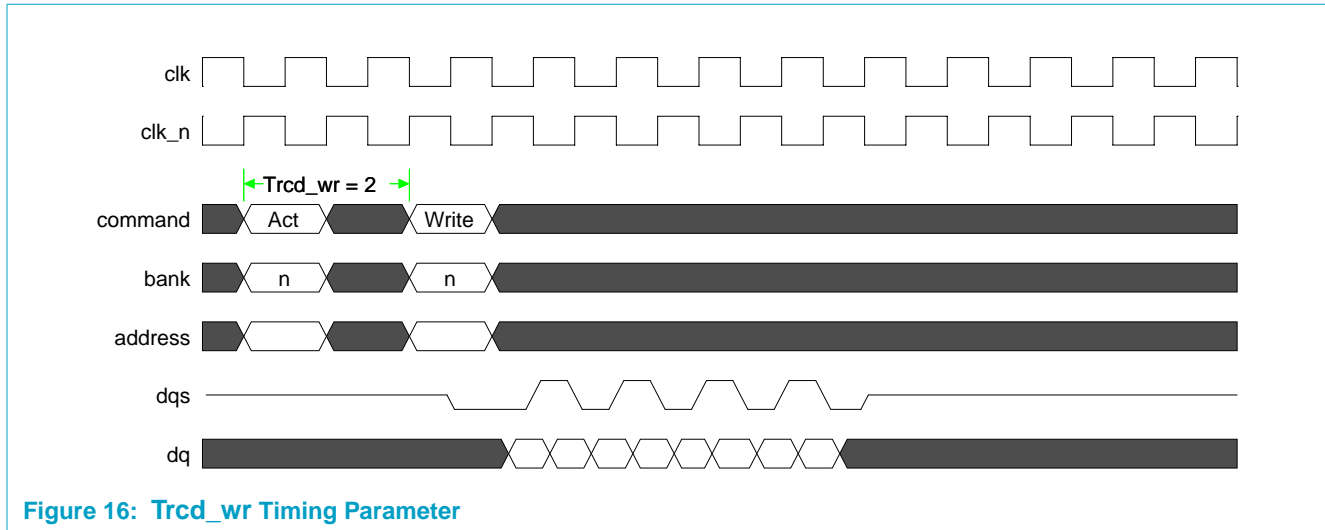 clk
clk_n
Trcd_wr = 2
command Act Write
bank n n
address
dqs
dq
Figure 16: Trcd_wr Timing Parameter